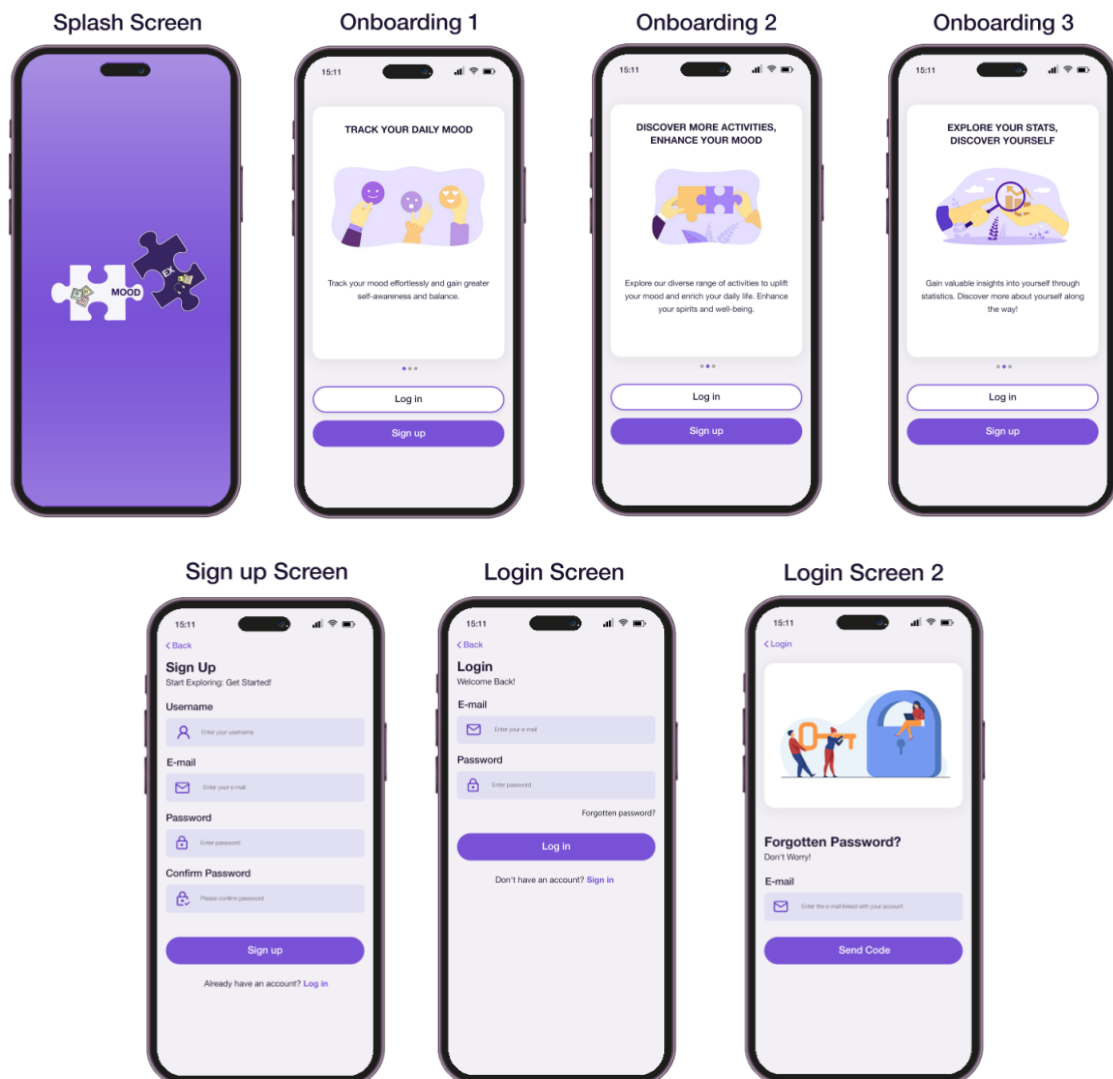 Splash Screen
Onboarding 1
Onboarding 2
Onboarding 3
MOOD
EX
15:11
TRACK YOUR DAILY MOOD
Track your mood effortlessly and gain greater
self-awareness and balance.
Log in
Sign up
15:11
DISCOVER MORE ACTIVITIES,
ENHANCE YOUR MOOD
Explore our diverse range of activities to uplift
your mood and enrich your daily life. Enhance
your spirits and well-being.
Log in
Sign up
15:11
EXPLORE YOUR STATS,
DISCOVER YOURSELF
Gain valuable insights into yourself through
statistics. Discover more about yourself along
the way!
Log in
Sign up
Sign up Screen
Login Screen
Login Screen 2
15:11
Back
Sign Up
Start Exploring: Get Started!
Username
Enter your username
E-mail
Enter your e-mail
Password
Enter password
Confirm Password
Please confirm password
Sign up
Already have an account? Log in
15:11
Back
Login
Welcome Back!
E-mail
Enter your e-mail
Password
Enter password
Forgotten password?
Log in
Don't have an account? Sign in
15:11
Login
Forgotten Password?
Don't Worry!
E-mail
Enter the e-mail linked with your account
Send Code